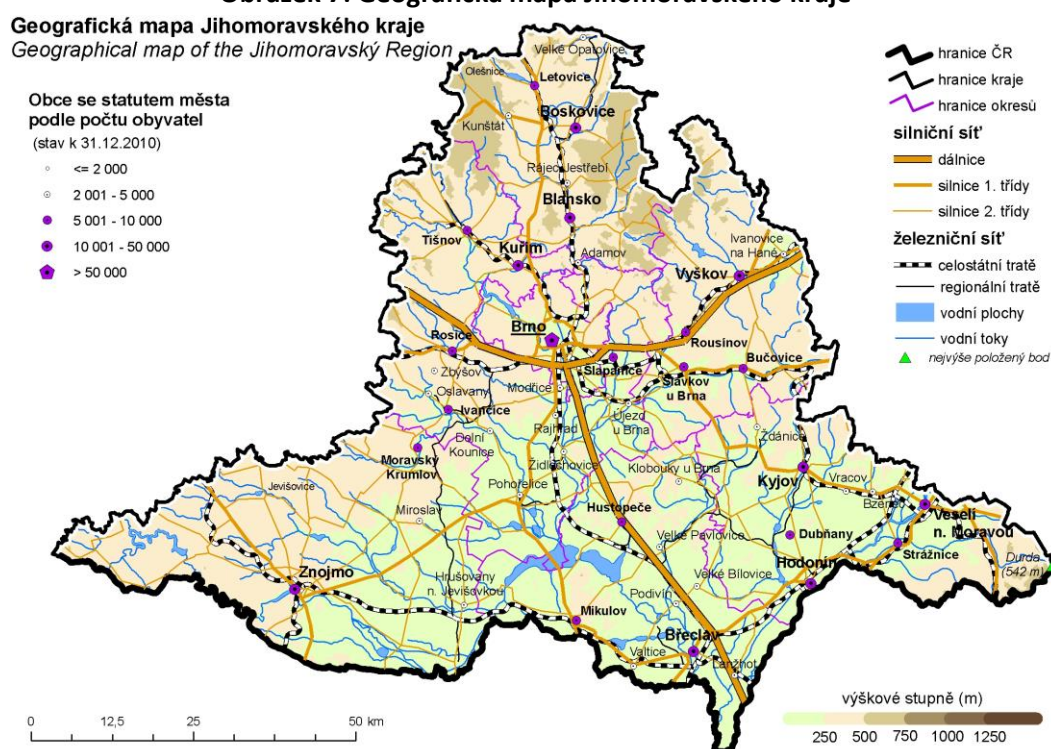 Obrázek 7: Geografická mapa Jihomoravského kraje
Geografická mapa Jihomoravského kraje
Geographical map of the Jihomoravský Region
Obce se statutem města
podle počtu obyvatel
(stav k 31.12.2010)
<= 2 000
2 001 - 5 000
5 001 - 10 000
10 001 - 50 000
> 50 000
hranice ČR
hranice kraje
hranice okresů
silniční síť
dálnice
silnice 1. třídy
silnice 2. třídy
železniční síť
celostátní tratě
regionální tratě
vodní plochy
vodní toky
nejvýše položený bod
Velké Opatovice
Olešnice
Letovice
Boskovice
Kunštát
Rájec Jestřebí
Blansko
Tišnov
Kuřim
Adamov
Ivanovice
na Hané
Vyškov
Brno
Rosice
Rousínov
Zbýšov
Šlapanice
Bučovice
Slavkov
u Brna
Oslavany
Modřice
Ivančice
Újezd
u Brna
Dolní
Kounice
Rajhrad
Ždánice
Moravský
Krumlov
Židlochovice
Klobouky u Brna
Kyjov
Vracov
Jevišovice
Pohořelice
Bzenec
Miroslav
Hustopeče
Veselí
n. Moravou
Dubňany
Velké Pavlovice
Strážnice
Durda
(542 m)
Znojmo
Hodonín
Hrušovany
n. Jevišovkou
Velké Bílovice
Podivín
Mikulov
Břeclav
Valtice
Lanžhot
0 12,5 25 50 km
výškové stupně (m)
250 500 750 1000 1250